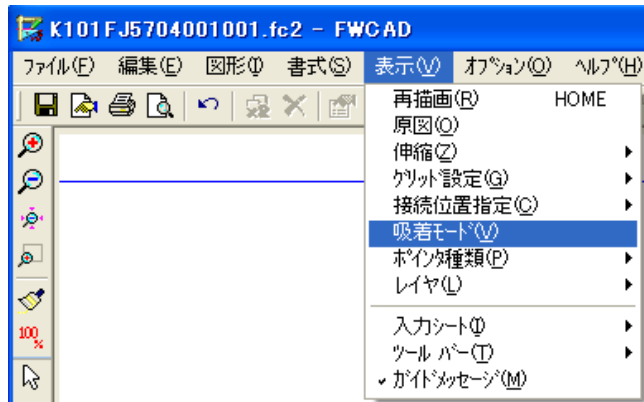 K101FJ5704001001.fc2 - FWCAD
ﾌｧｲﾙ(F) 編集(E) 図形(I) 書式(S) 表示(V) ｵﾌﾟｼｮﾝ(O) ﾍﾙﾌﾟ(H)
再描画(R) HOME
原図(O)
伸縮(Z)
ｸﾞﾘｯﾄﾞ設定(G)
接続位置指定(C)
吸着ﾓｰﾄﾞ(V)
ﾎﾟｲﾝﾀ種類(P)
ﾚｲﾔ(L)
入力ｼｰﾄ(I)
ﾂｰﾙ ﾊﾞｰ(T)
ｶﾞｲﾄﾞﾒｯｾｰｼﾞ(M)
100%